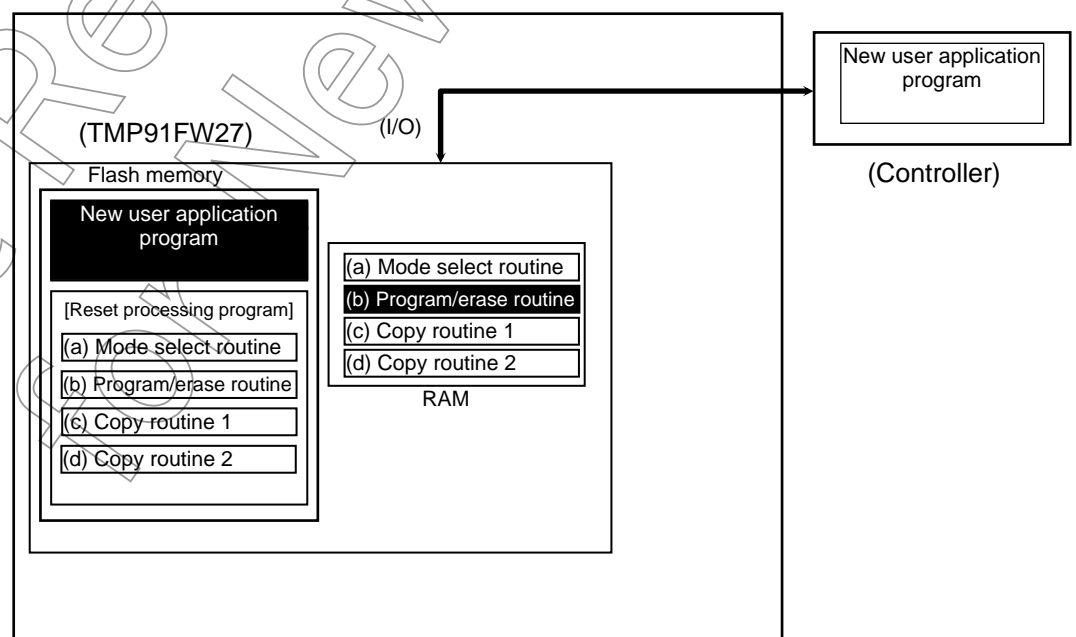 New user application
program
(TMP91FW27)
(I/O)
(Controller)
Flash memory
New user application
program
[Reset processing program]
(a) Mode select routine
(b) Program/erase routine
(c) Copy routine 1
(d) Copy routine 2
(a) Mode select routine
(b) Program/erase routine
(c) Copy routine 1
(d) Copy routine 2
RAM